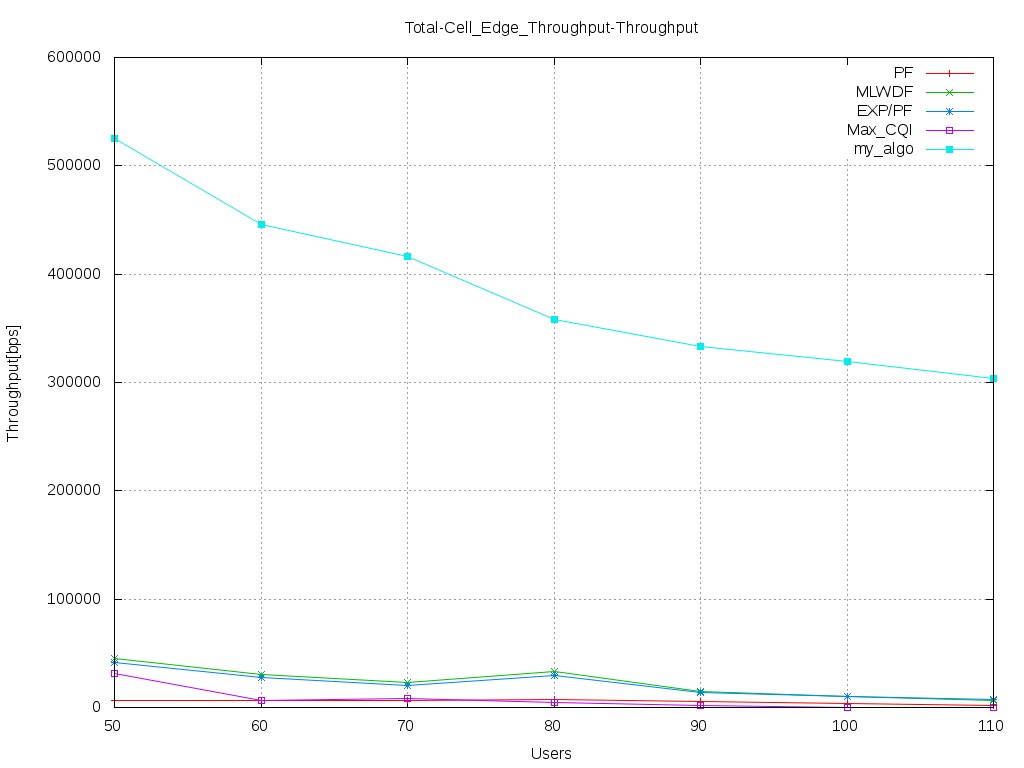 Total-Cell_Edge_Throughput-Throughput
600000
500000
400000
300000
200000
100000
0
Throughput[bps]
PF
MLWDF
EXP/PF
Max_CQI
my_algo
50 60 70 80 90 100 110
Users